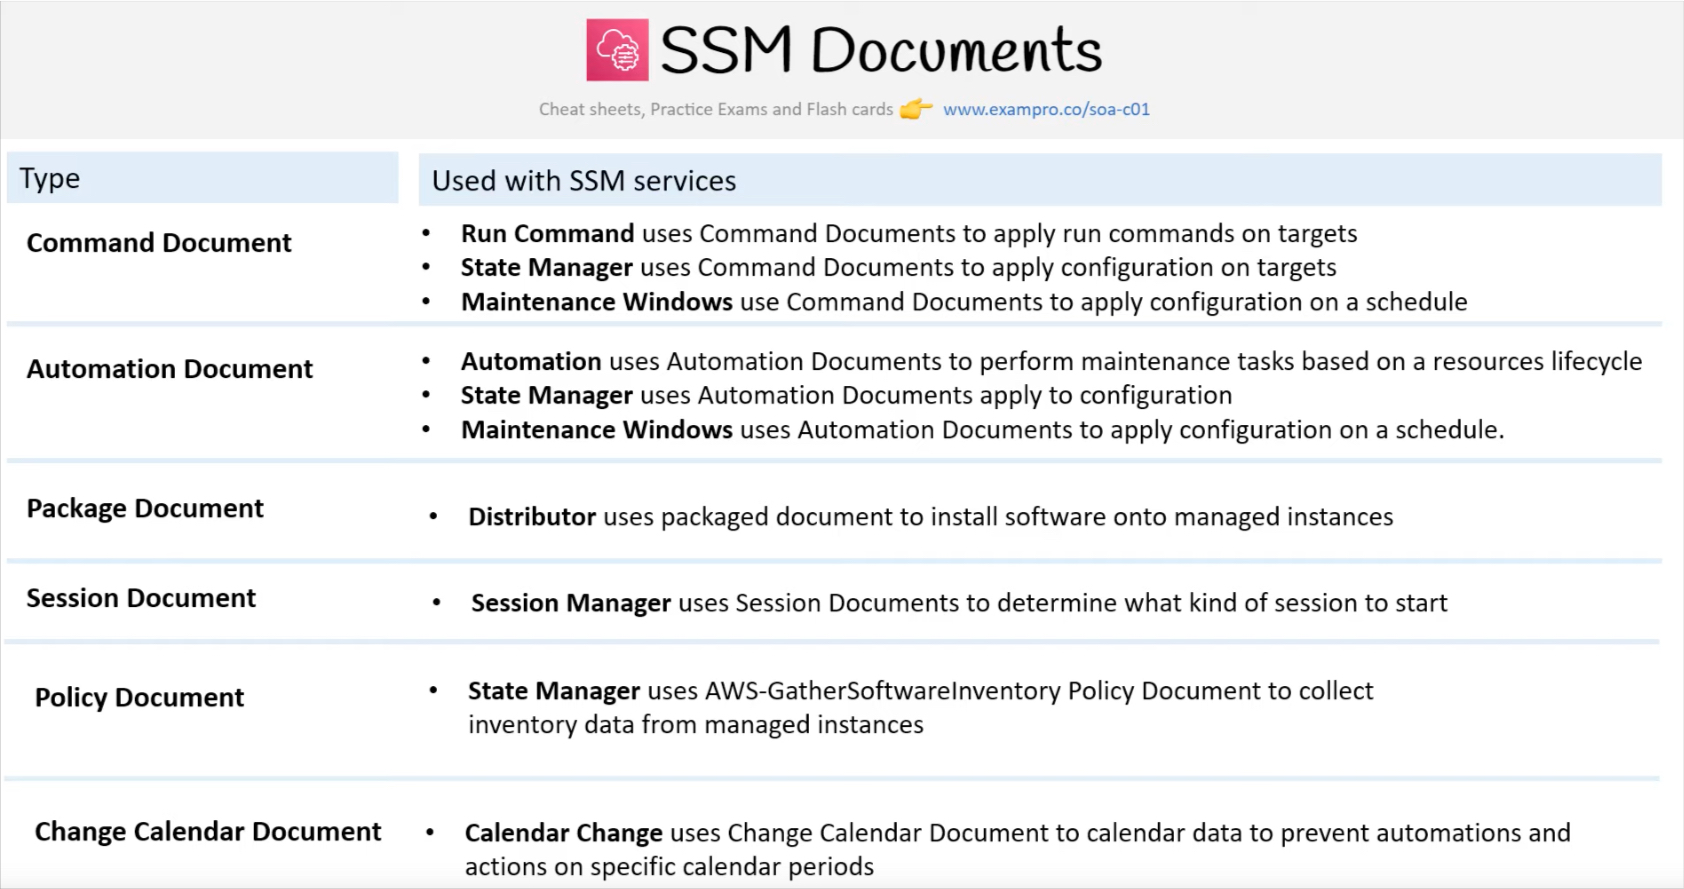 SSM Documents
Cheat sheets, Practice Exams and Flash cards 👉 www.exampro.co/soa-c01
Type
Used with SSM services
Command Document
• Run Command uses Command Documents to apply run commands on targets
• State Manager uses Command Documents to apply configuration on targets
• Maintenance Windows use Command Documents to apply configuration on a schedule
Automation Document
• Automation uses Automation Documents to perform maintenance tasks based on a resources lifecycle
• State Manager uses Automation Documents apply to configuration
• Maintenance Windows uses Automation Documents to apply configuration on a schedule.
Package Document
• Distributor uses packaged document to install software onto managed instances
Session Document
• Session Manager uses Session Documents to determine what kind of session to start
Policy Document
• State Manager uses AWS-GatherSoftwareInventory Policy Document to collect
inventory data from managed instances
Change Calendar Document
• Calendar Change uses Change Calendar Document to calendar data to prevent automations and
actions on specific calendar periods